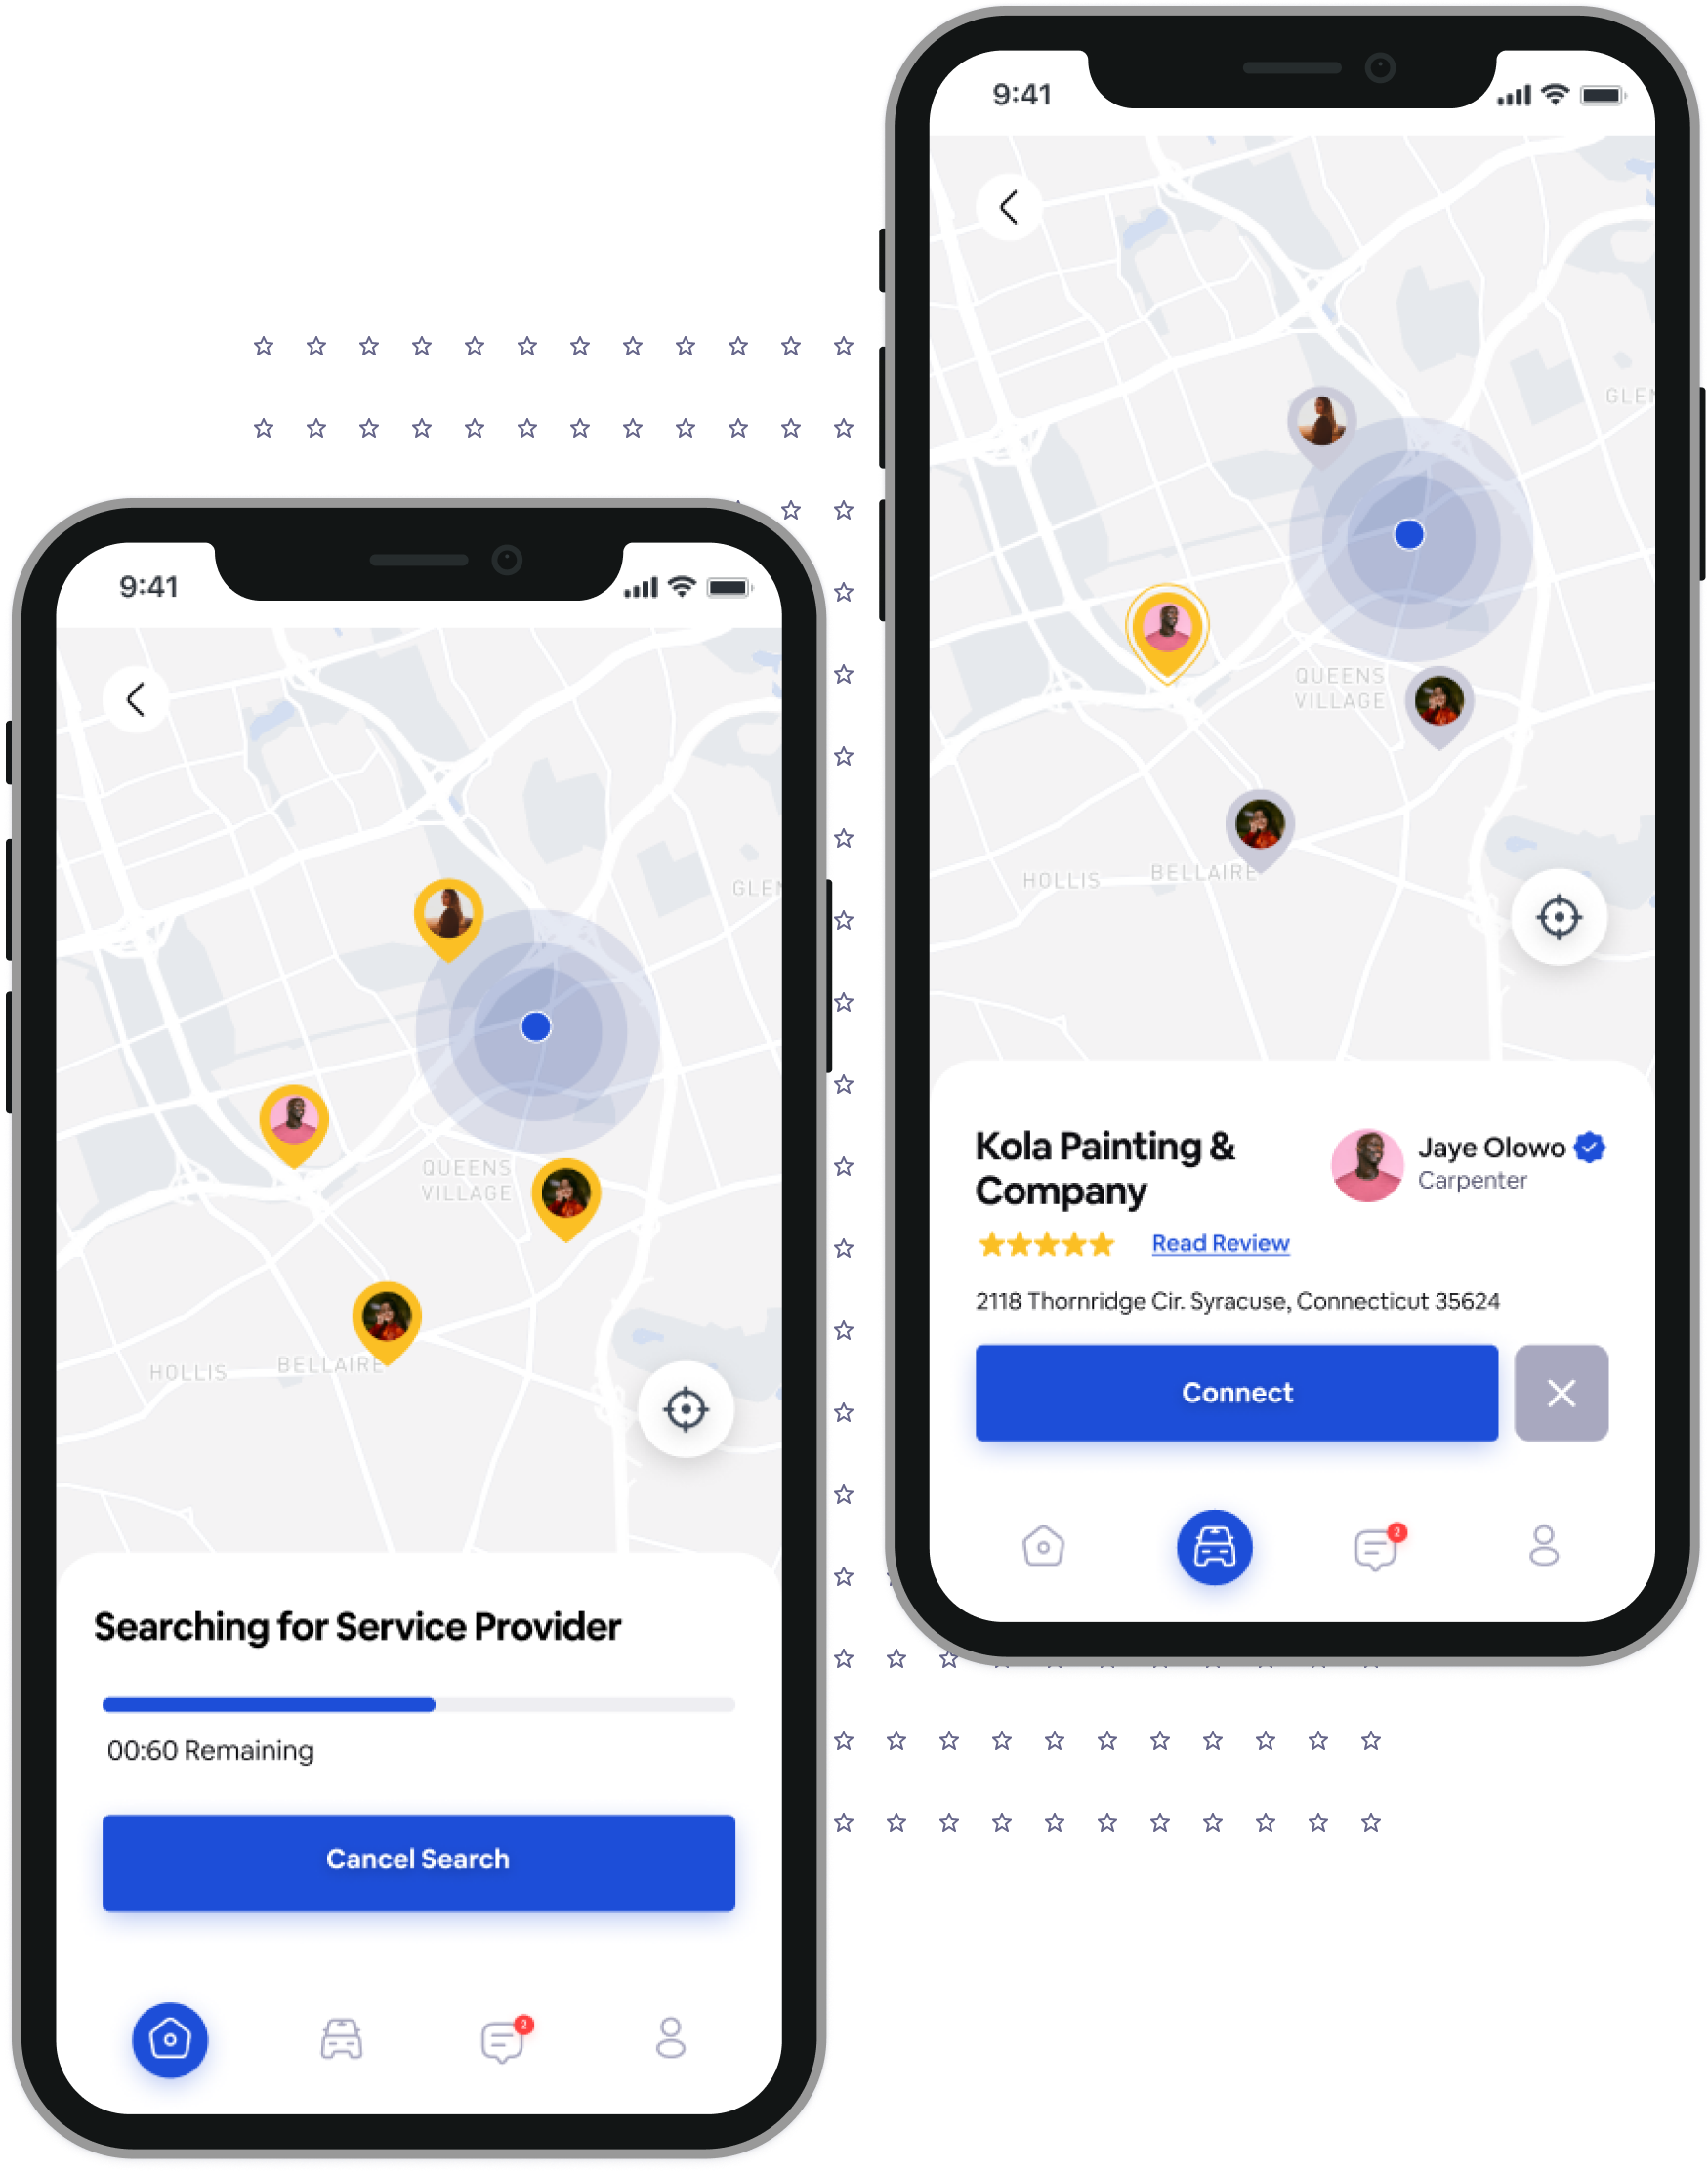 9:41
GLEN
QUEENS
VILLAGE
HOLLIS
BELLAIRE
Searching for Service Provider
00:60 Remaining
Cancel Search
2
9:41
GLEN
QUEENS
VILLAGE
HOLLIS
BELLAIRE
Kola Painting &
Company
Jaye Olowo
Carpenter
Read Review
2118 Thornridge Cir. Syracuse, Connecticut 35624
Connect
2